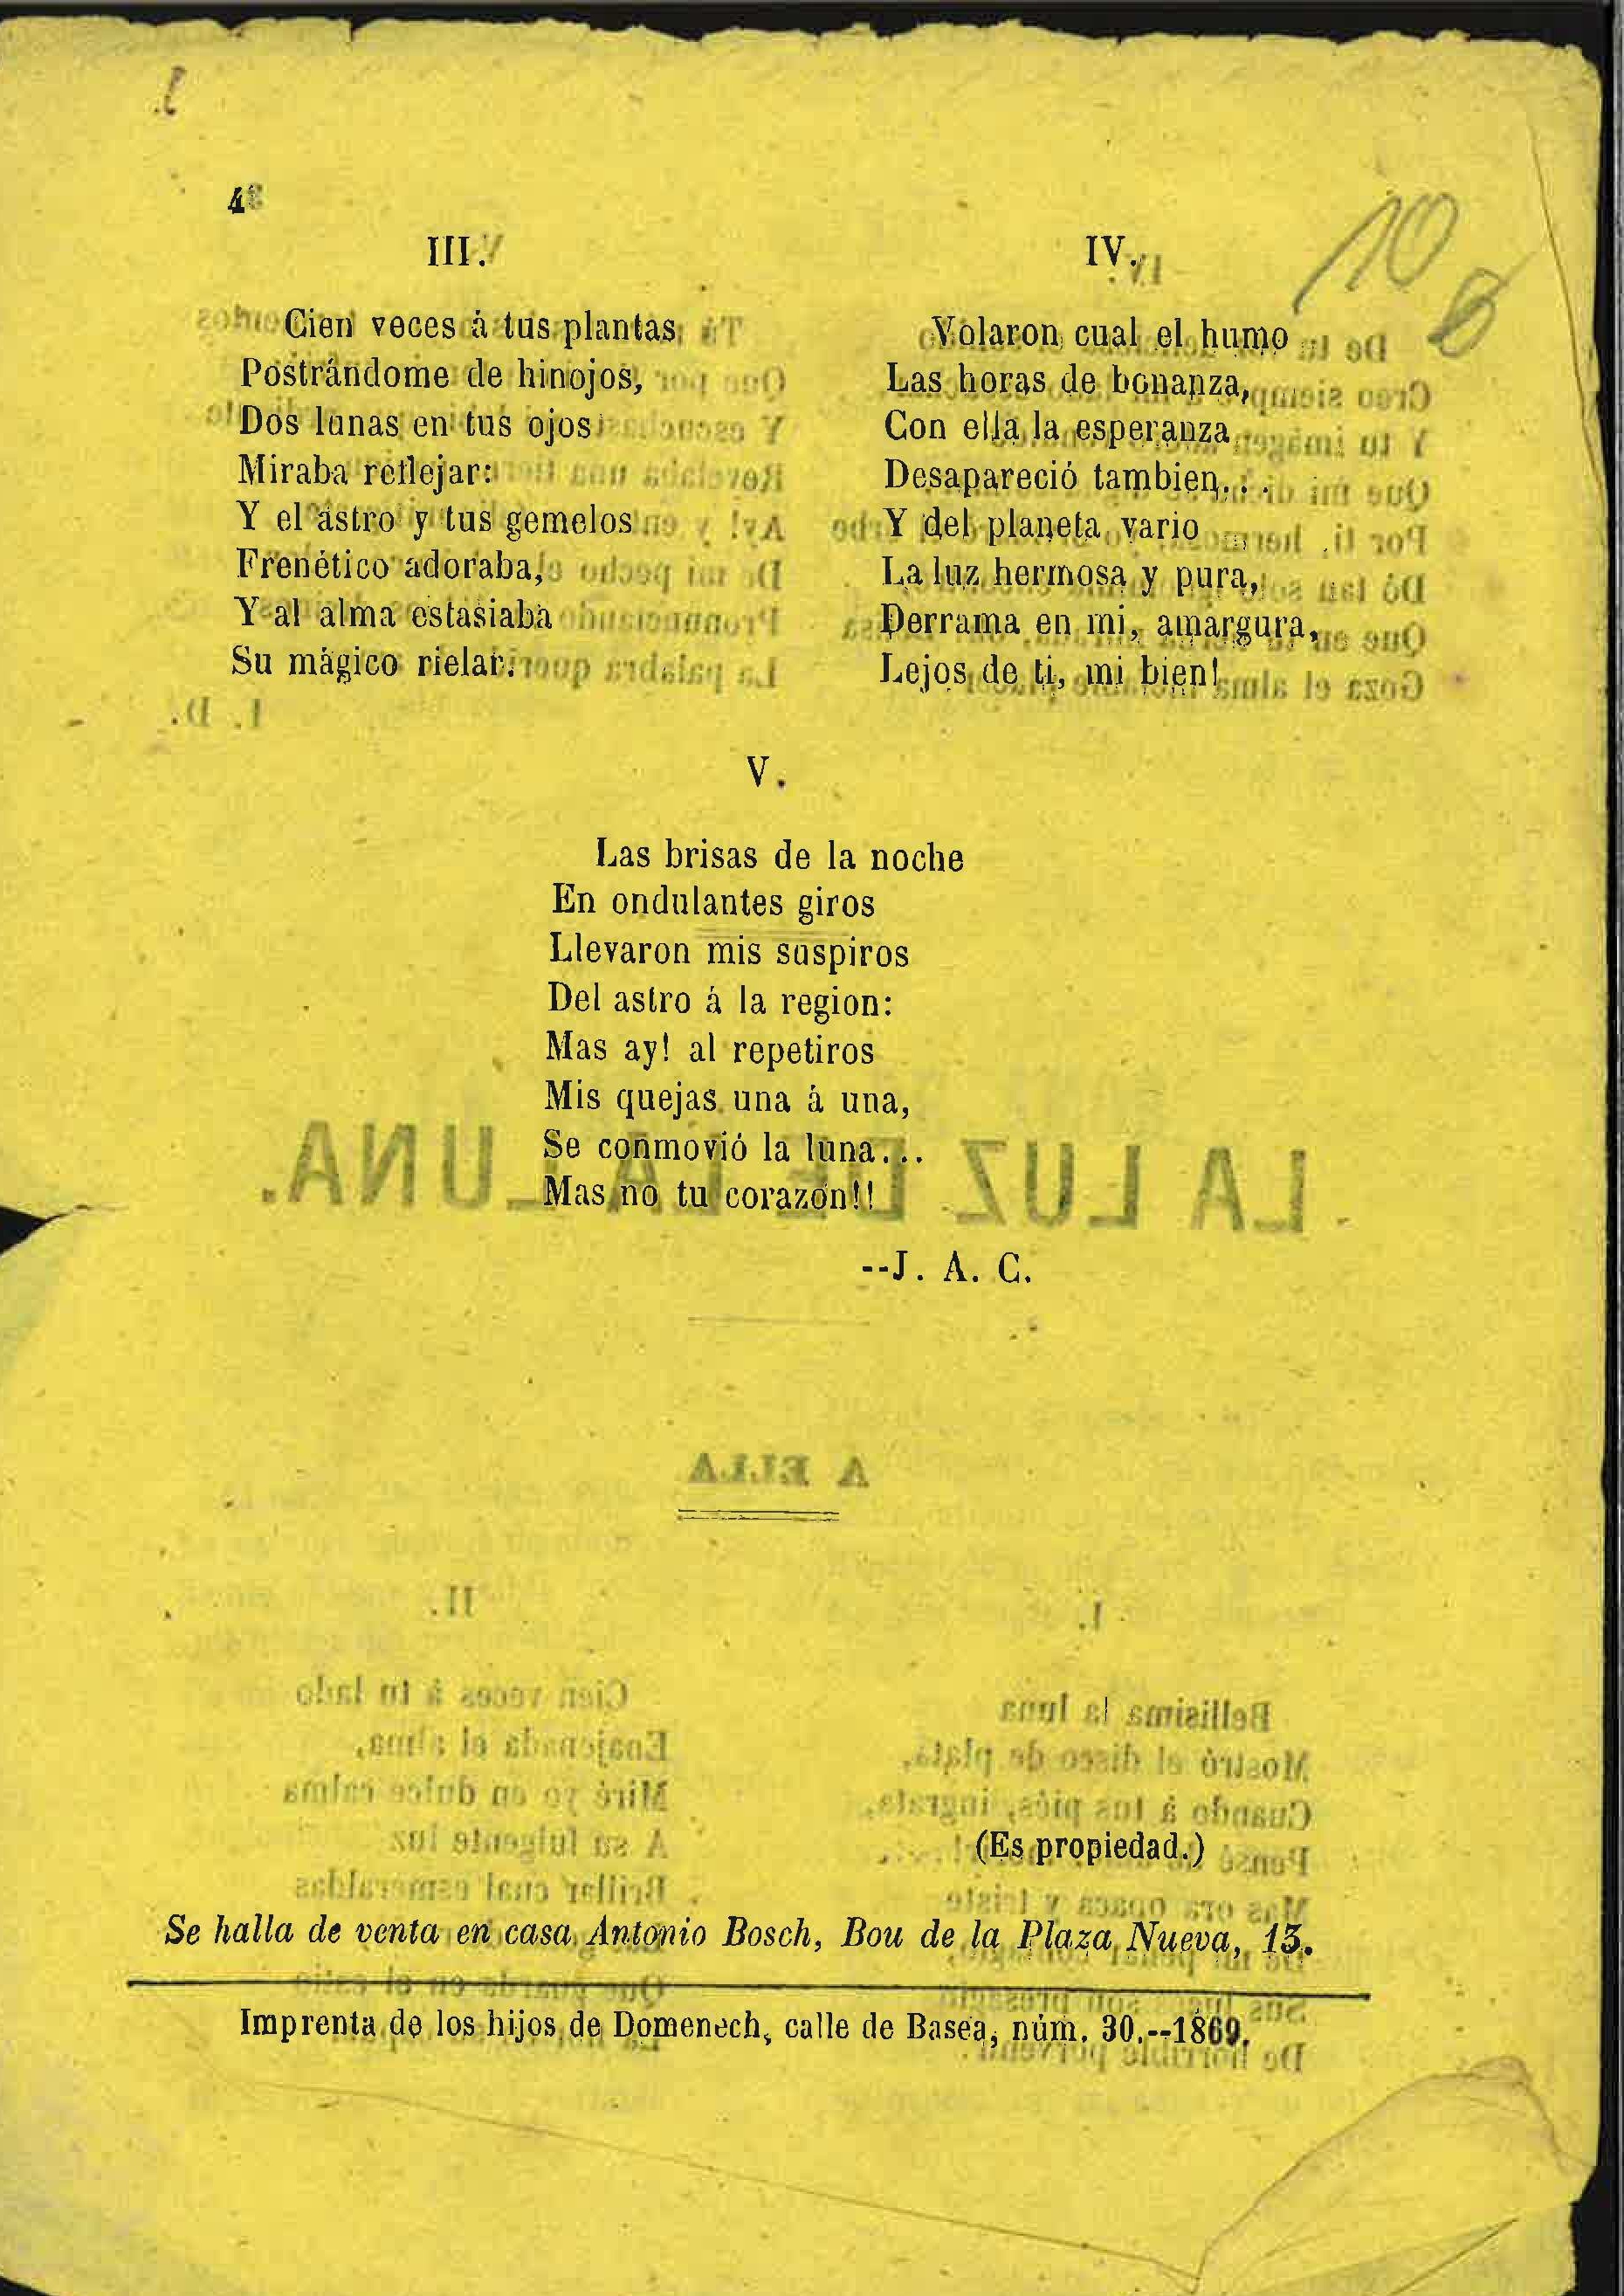 4
III.
Cien veces á tus plantas
Postrándome de hinojos,
Dos lunas en tus ojos
Miraba reflejar:
Y el astro y tus gemelos
Frenético adoraba,
Y al alma estasiaba
Su mágico rielar.
IV.
Volaron cual el humo
Las horas de bonanza,
Con ella la esperanza
Desapareció tambien...
Y del planeta vario
La luz hermosa y pura,
Derrama en mi, amargura,
Lejos de ti, mi bien!
V.
Las brisas de la noche
En ondulantes giros
Llevaron mis suspiros
Del astro á la region:
Mas ay! al repetiros
Mis quejas una á una,
Se conmovió la luna...
Mas no tu corazón!!
--J. A. C.
(Es propiedad.)
Se halla de venta en casa Antonio Bosch, Bou de la Plaza Nueva, 13.
Imprenta de los hijos de Domenech, calle de Basea, núm. 30.--1869.
10